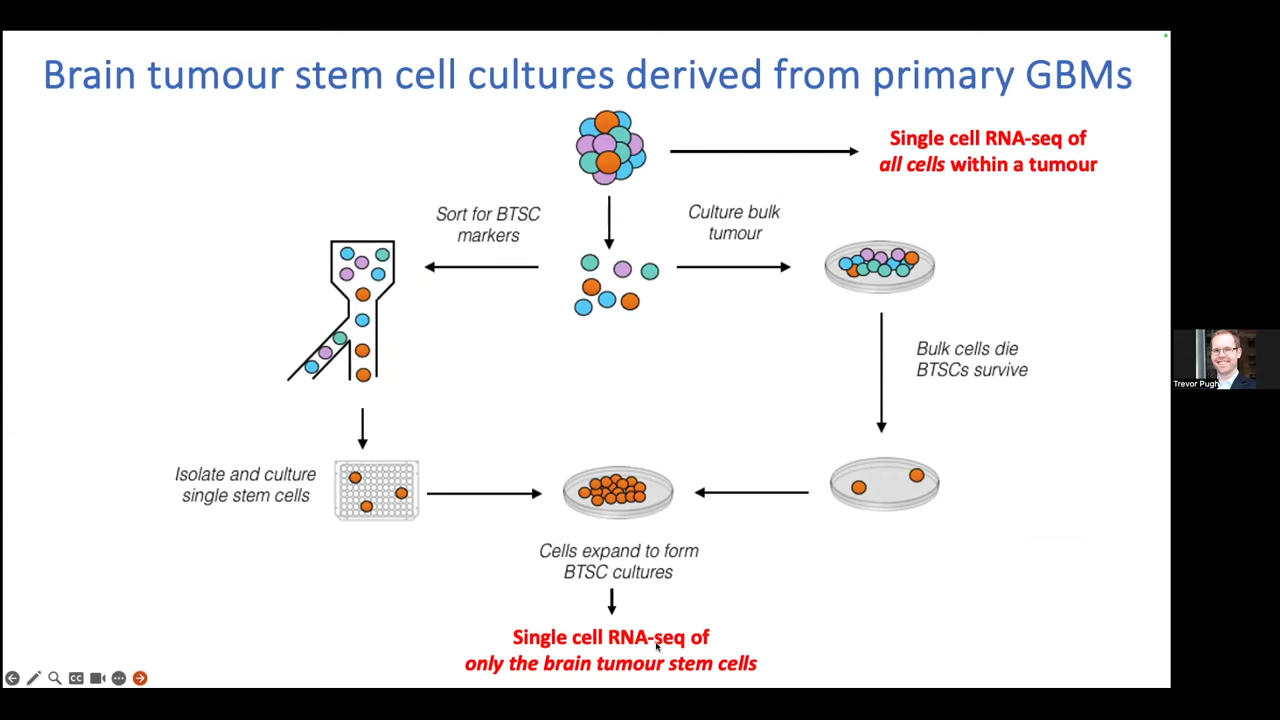 Brain tumour stem cell cultures derived from primary GBMs
Single cell RNA-seq of
all cells within a tumour
Sort for BTSC
markers
Culture bulk
tumour
Bulk cells die
BTSCs survive
Trevor Pugh
Isolate and culture
single stem cells
Cells expand to form
BTSC cultures
Single cell RNA-seq of
only the brain tumour stem cells
CC